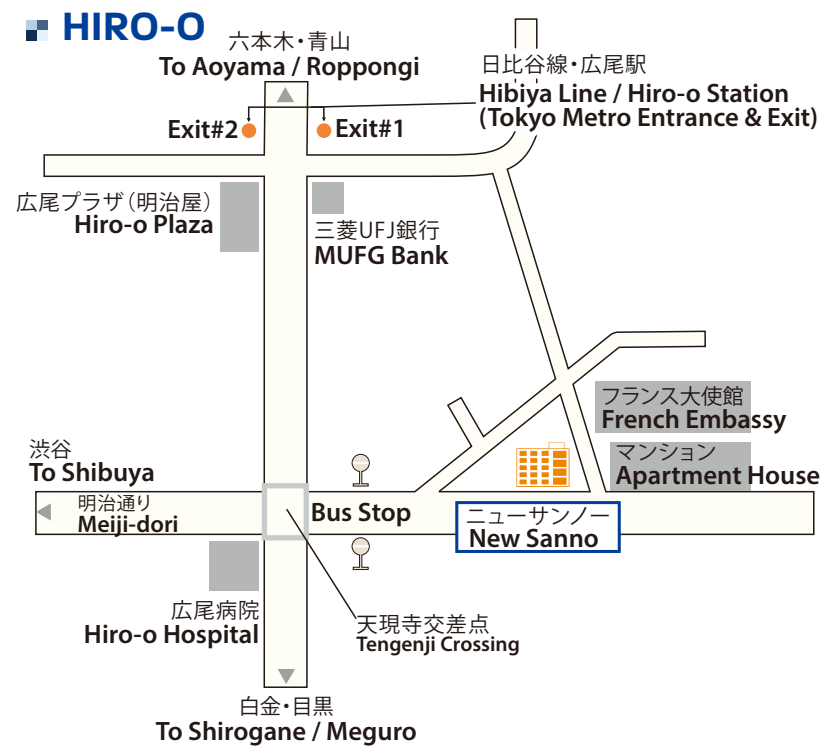 HIRO-O
六本木・青山
To Aoyama / Roppongi
日比谷線・広尾駅
Hibiya Line / Hiro-o Station
(Tokyo Metro Entrance & Exit)
Exit#2
Exit#1
広尾プラザ（明治屋）
Hiro-o Plaza
三菱UFJ銀行
MUFG Bank
フランス大使館
French Embassy
マンション
Apartment House
渋谷
To Shibuya
明治通り
Meiji-dori
Bus Stop
ニューサンノー
New Sanno
広尾病院
Hiro-o Hospital
天現寺交差点
Tengenji Crossing
白金・目黒
To Shirogane / Meguro